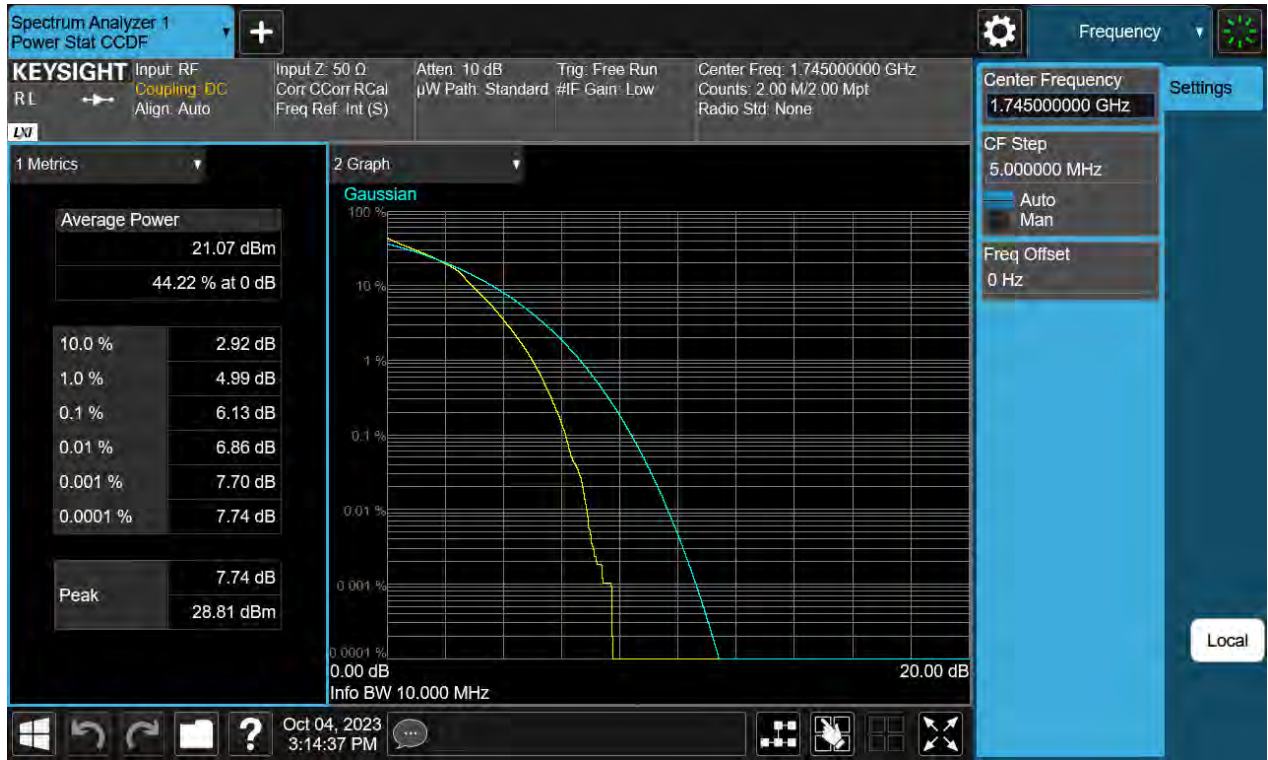 Spectrum Analyzer 1
Power Stat CCDF
Frequency
KEYSIGHT
RL
LXI
Input: RF
Coupling: DC
Align: Auto
Input Z: 50 Ω
Corr CCorr RCal
Freq Ref: Int (S)
Atten: 10 dB
µW Path: Standard
Trig: Free Run
#IF Gain: Low
Center Freq: 1.745000000 GHz
Counts: 2.00 M/2.00 Mpt
Radio Std: None
Center Frequency
1.745000000 GHz
Settings
CF Step
5.000000 MHz
Auto
Man
Freq Offset
0 Hz
1 Metrics
Average Power
21.07 dBm
44.22 % at 0 dB
10.0 % 2.92 dB
1.0 % 4.99 dB
0.1 % 6.13 dB
0.01 % 6.86 dB
0.001 % 7.70 dB
0.0001 % 7.74 dB
Peak
7.74 dB
28.81 dBm
2 Graph
Gaussian
100 %
10 %
1 %
0.1 %
0.01 %
0.001 %
0.0001 %
0.00 dB 20.00 dB
Info BW 10.000 MHz
Local
?
Oct 04, 2023
3:14:37 PM